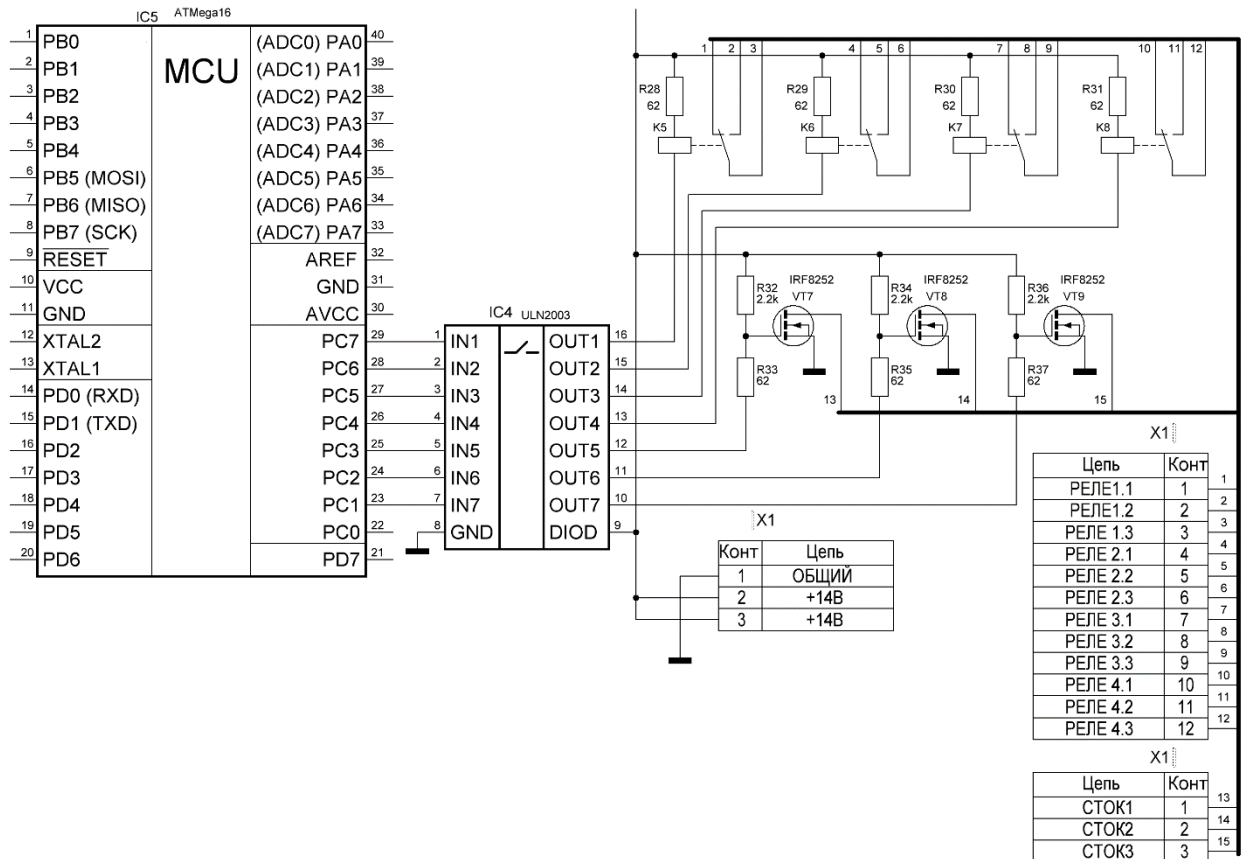 IC5 ATMega16
MCU
1 PB0
2 PB1
3 PB2
4 PB3
5 PB4
6 PB5 (MOSI)
7 PB6 (MISO)
8 PB7 (SCK)
9 RESET
10 VCC
11 GND
12 XTAL2
13 XTAL1
14 PD0 (RXD)
15 PD1 (TXD)
16 PD2
17 PD3
18 PD4
19 PD5
20 PD6
(ADC0) PA0 40
(ADC1) PA1 39
(ADC2) PA2 38
(ADC3) PA3 37
(ADC4) PA4 36
(ADC5) PA5 35
(ADC6) PA6 34
(ADC7) PA7 33
AREF 32
GND 31
AVCC 30
PC7 29
PC6 28
PC5 27
PC4 26
PC3 25
PC2 24
PC1 23
PC0 22
PD7 21
IC4 ULN2003
1 IN1 OUT1 16
2 IN2 OUT2 15
3 IN3 OUT3 14
4 IN4 OUT4 13
5 IN5 OUT5 12
6 IN6 OUT6 11
7 IN7 OUT7 10
8 GND DIOD 9
1 2 3 4 5 6 7 8 9 10 11 12
R28 62 R29 62 R30 62 R31 62
K5 K6 K7 K8
R32 2.2k IRF8252 VT7
R34 2.2k IRF8252 VT8
R36 2.2k IRF8252 VT9
R33 62 R35 62 R37 62
13 14 15
X1
Конт Цепь
1 ОБЩИЙ
2 +14В
3 +14В
X1
Цепь Конт
РЕЛЕ1.1 1 1
РЕЛЕ1.2 2 2
РЕЛЕ 1.3 3 3
РЕЛЕ 2.1 4 4
РЕЛЕ 2.2 5 5
РЕЛЕ 2.3 6 6
РЕЛЕ 3.1 7 7
РЕЛЕ 3.2 8 8
РЕЛЕ 3.3 9 9
РЕЛЕ 4.1 10 10
РЕЛЕ 4.2 11 11
РЕЛЕ 4.3 12 12
X1
Цепь Конт
СТОК1 1 13
СТОК2 2 14
СТОК3 3 15